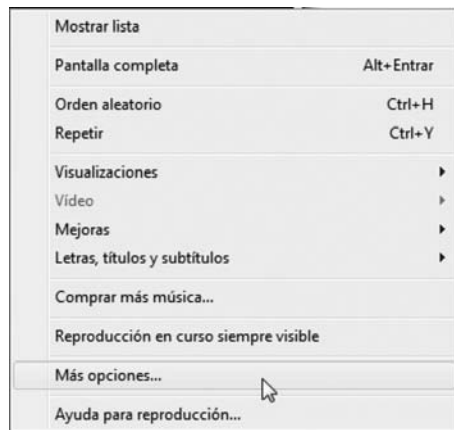 Mostrar lista
Pantalla completa Alt+Entrar
Orden aleatorio Ctrl+H
Repetir Ctrl+Y
Visualizaciones
Vídeo
Mejoras
Letras, títulos y subtítulos
Comprar más música...
Reproducción en curso siempre visible
Más opciones...
Ayuda para reproducción...